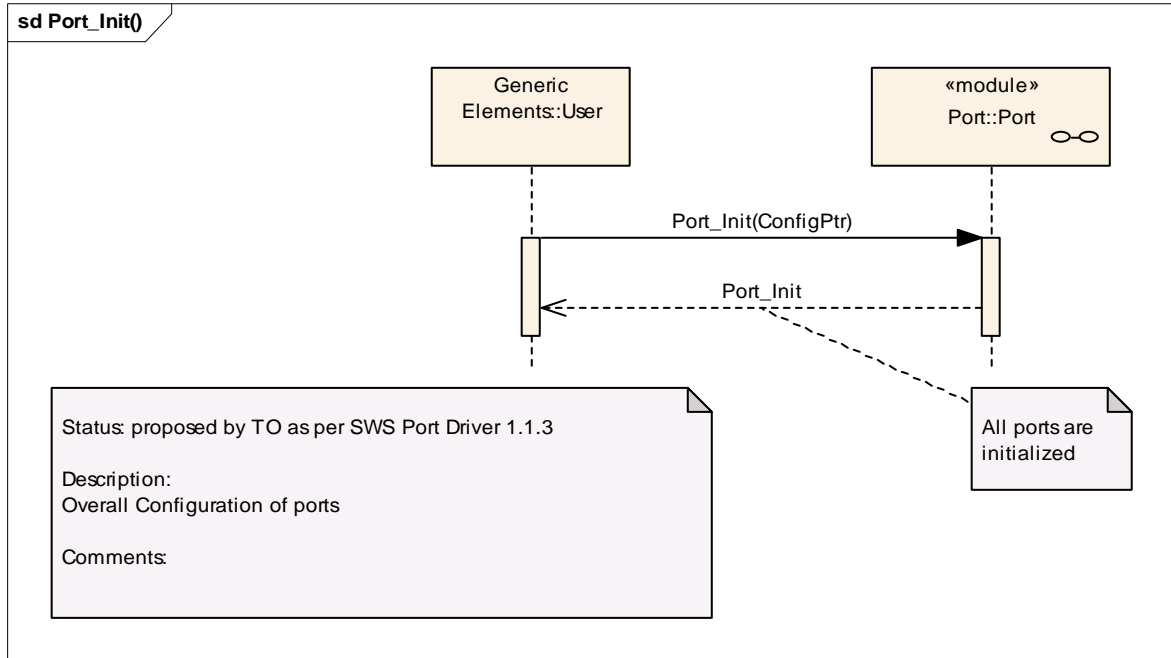 sd Port_Init()
Generic
Elements::User
«module»
Port::Port
Port_Init(ConfigPtr)
Port_Init
Status: proposed by TO as per SWS Port Driver 1.1.3
Description:
Overall Configuration of ports
Comments:
All ports are
initialized